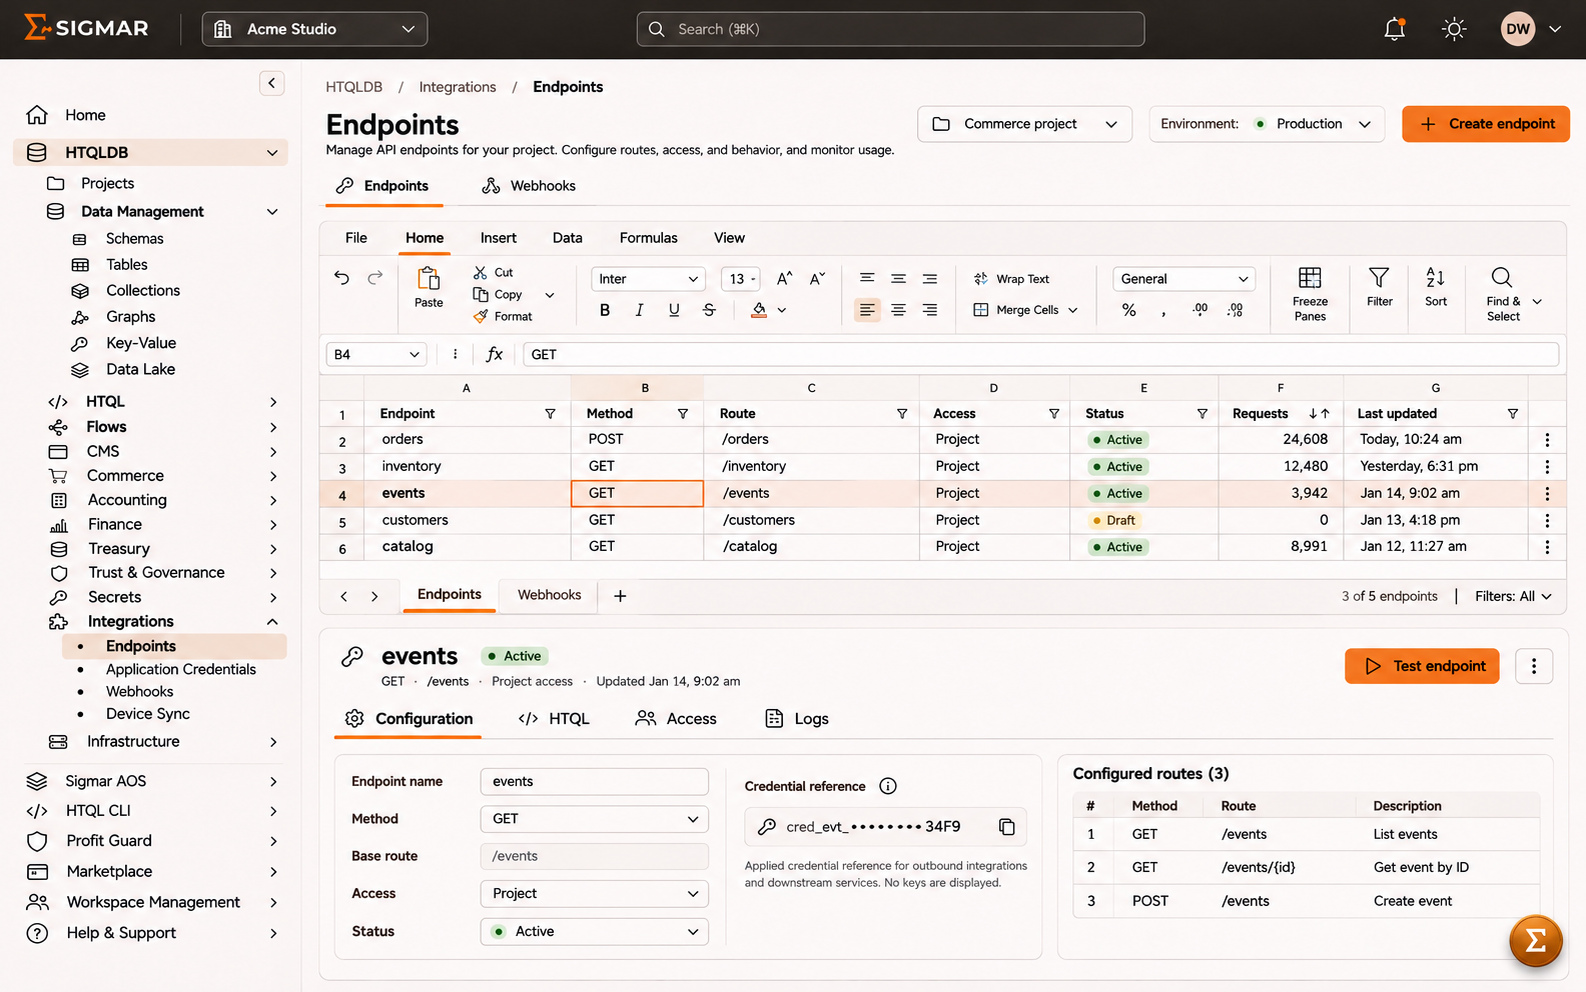 SIGMAR
Acme Studio
Search (⌘K)
DW
Home
HTQLDB
Projects
Data Management
Schemas
Tables
Collections
Graphs
Key-Value
Data Lake
HTQL
Flows
CMS
Commerce
Accounting
Finance
Treasury
Trust & Governance
Secrets
Integrations
Endpoints
Application Credentials
Webhooks
Device Sync
Infrastructure
Sigmar AOS
HTQL CLI
Profit Guard
Marketplace
Workspace Management
Help & Support
HTQLDB / Integrations / Endpoints
Endpoints
Manage API endpoints for your project. Configure routes, access, and behavior, and monitor usage.
Commerce project
Environment: Production
+ Create endpoint
Endpoints Webhooks
File Home Insert Data Formulas View
Paste
Cut
Copy
Format
Inter 13
A^ A˅
B I U S
Wrap Text
Merge Cells
General
% , .00 .00
Freeze Panes
Filter
A Z Sort
Find & Select
B4 fx GET
A B C D E F G
1 Endpoint Method Route Access Status Requests ↓↑ Last updated
2 orders POST /orders Project Active 24,608 Today, 10:24 am
3 inventory GET /inventory Project Active 12,480 Yesterday, 6:31 pm
4 events GET /events Project Active 3,942 Jan 14, 9:02 am
5 customers GET /customers Project Draft 0 Jan 13, 4:18 pm
6 catalog GET /catalog Project Active 8,991 Jan 12, 11:27 am
Endpoints Webhooks +
3 of 5 endpoints | Filters: All
events Active
GET · /events · Project access · Updated Jan 14, 9:02 am
Test endpoint
Configuration HTQL Access Logs
Endpoint name events
Method GET
Base route /events
Access Project
Status Active
Credential reference
cred_evt_••••••••34F9
Applied credential reference for outbound integrations
and downstream services. No keys are displayed.
Configured routes (3)
# Method Route Description
1 GET /events List events
2 GET /events/{id} Get event by ID
3 POST /events Create event
Σ